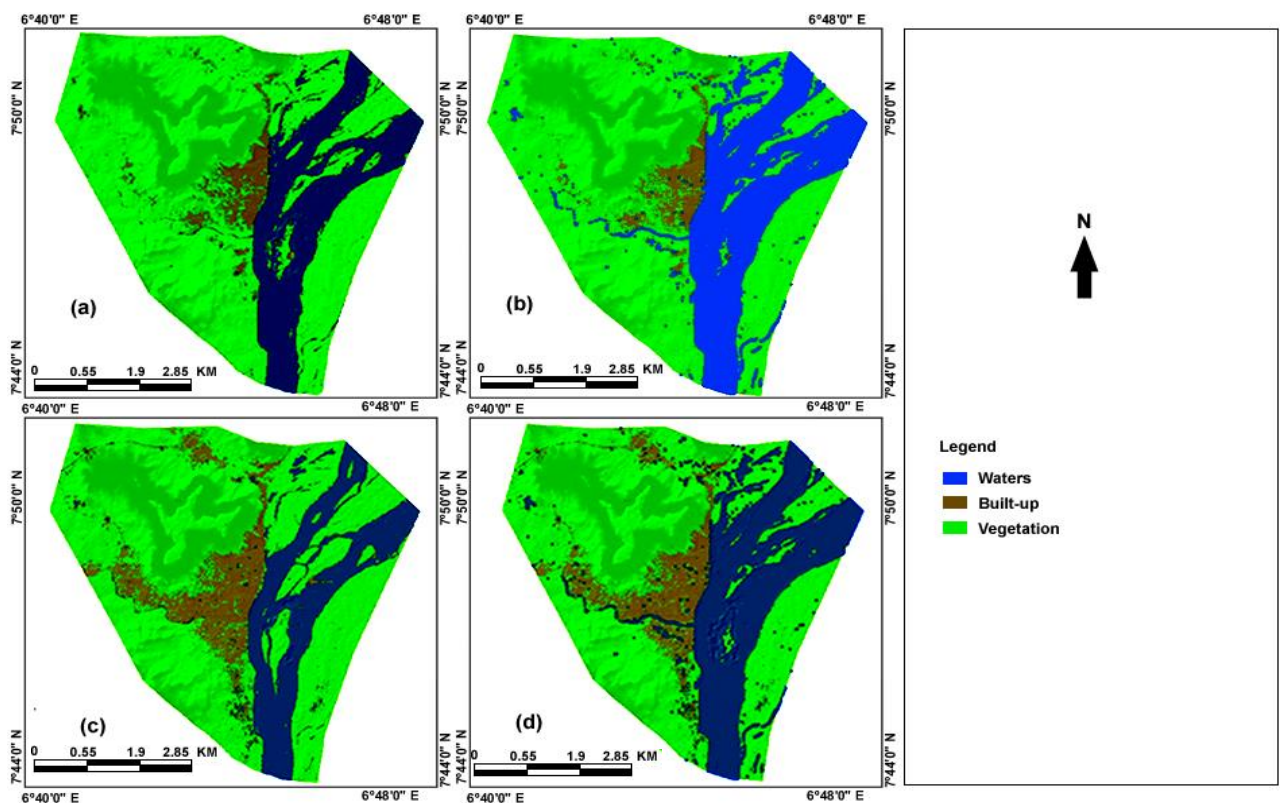 6°40'0" E 6°48'0" E
7°50'0" N
(a)
0 0.55 1.9 2.85 KM
7°44'0" N
6°40'0" E 6°48'0" E
7°50'0" N 7°50'0" N
(b)
0 0.55 1.9 2.85 KM
7°44'0" N 7°44'0" N
6°40'0" E 6°48'0" E
7°50'0" N
(c)
0 0.55 1.9 2.85 KM
7°44'0" N
6°40'0" E 6°48'0" E
6°40'0" E 6°48'0" E
7°50'0" N 7°50'0" N
(d)
0 0.55 1.9 2.85 KM
7°44'0" N 7°44'0" N
6°40'0" E 6°48'0" E
N
Legend
Waters
Built-up
Vegetation